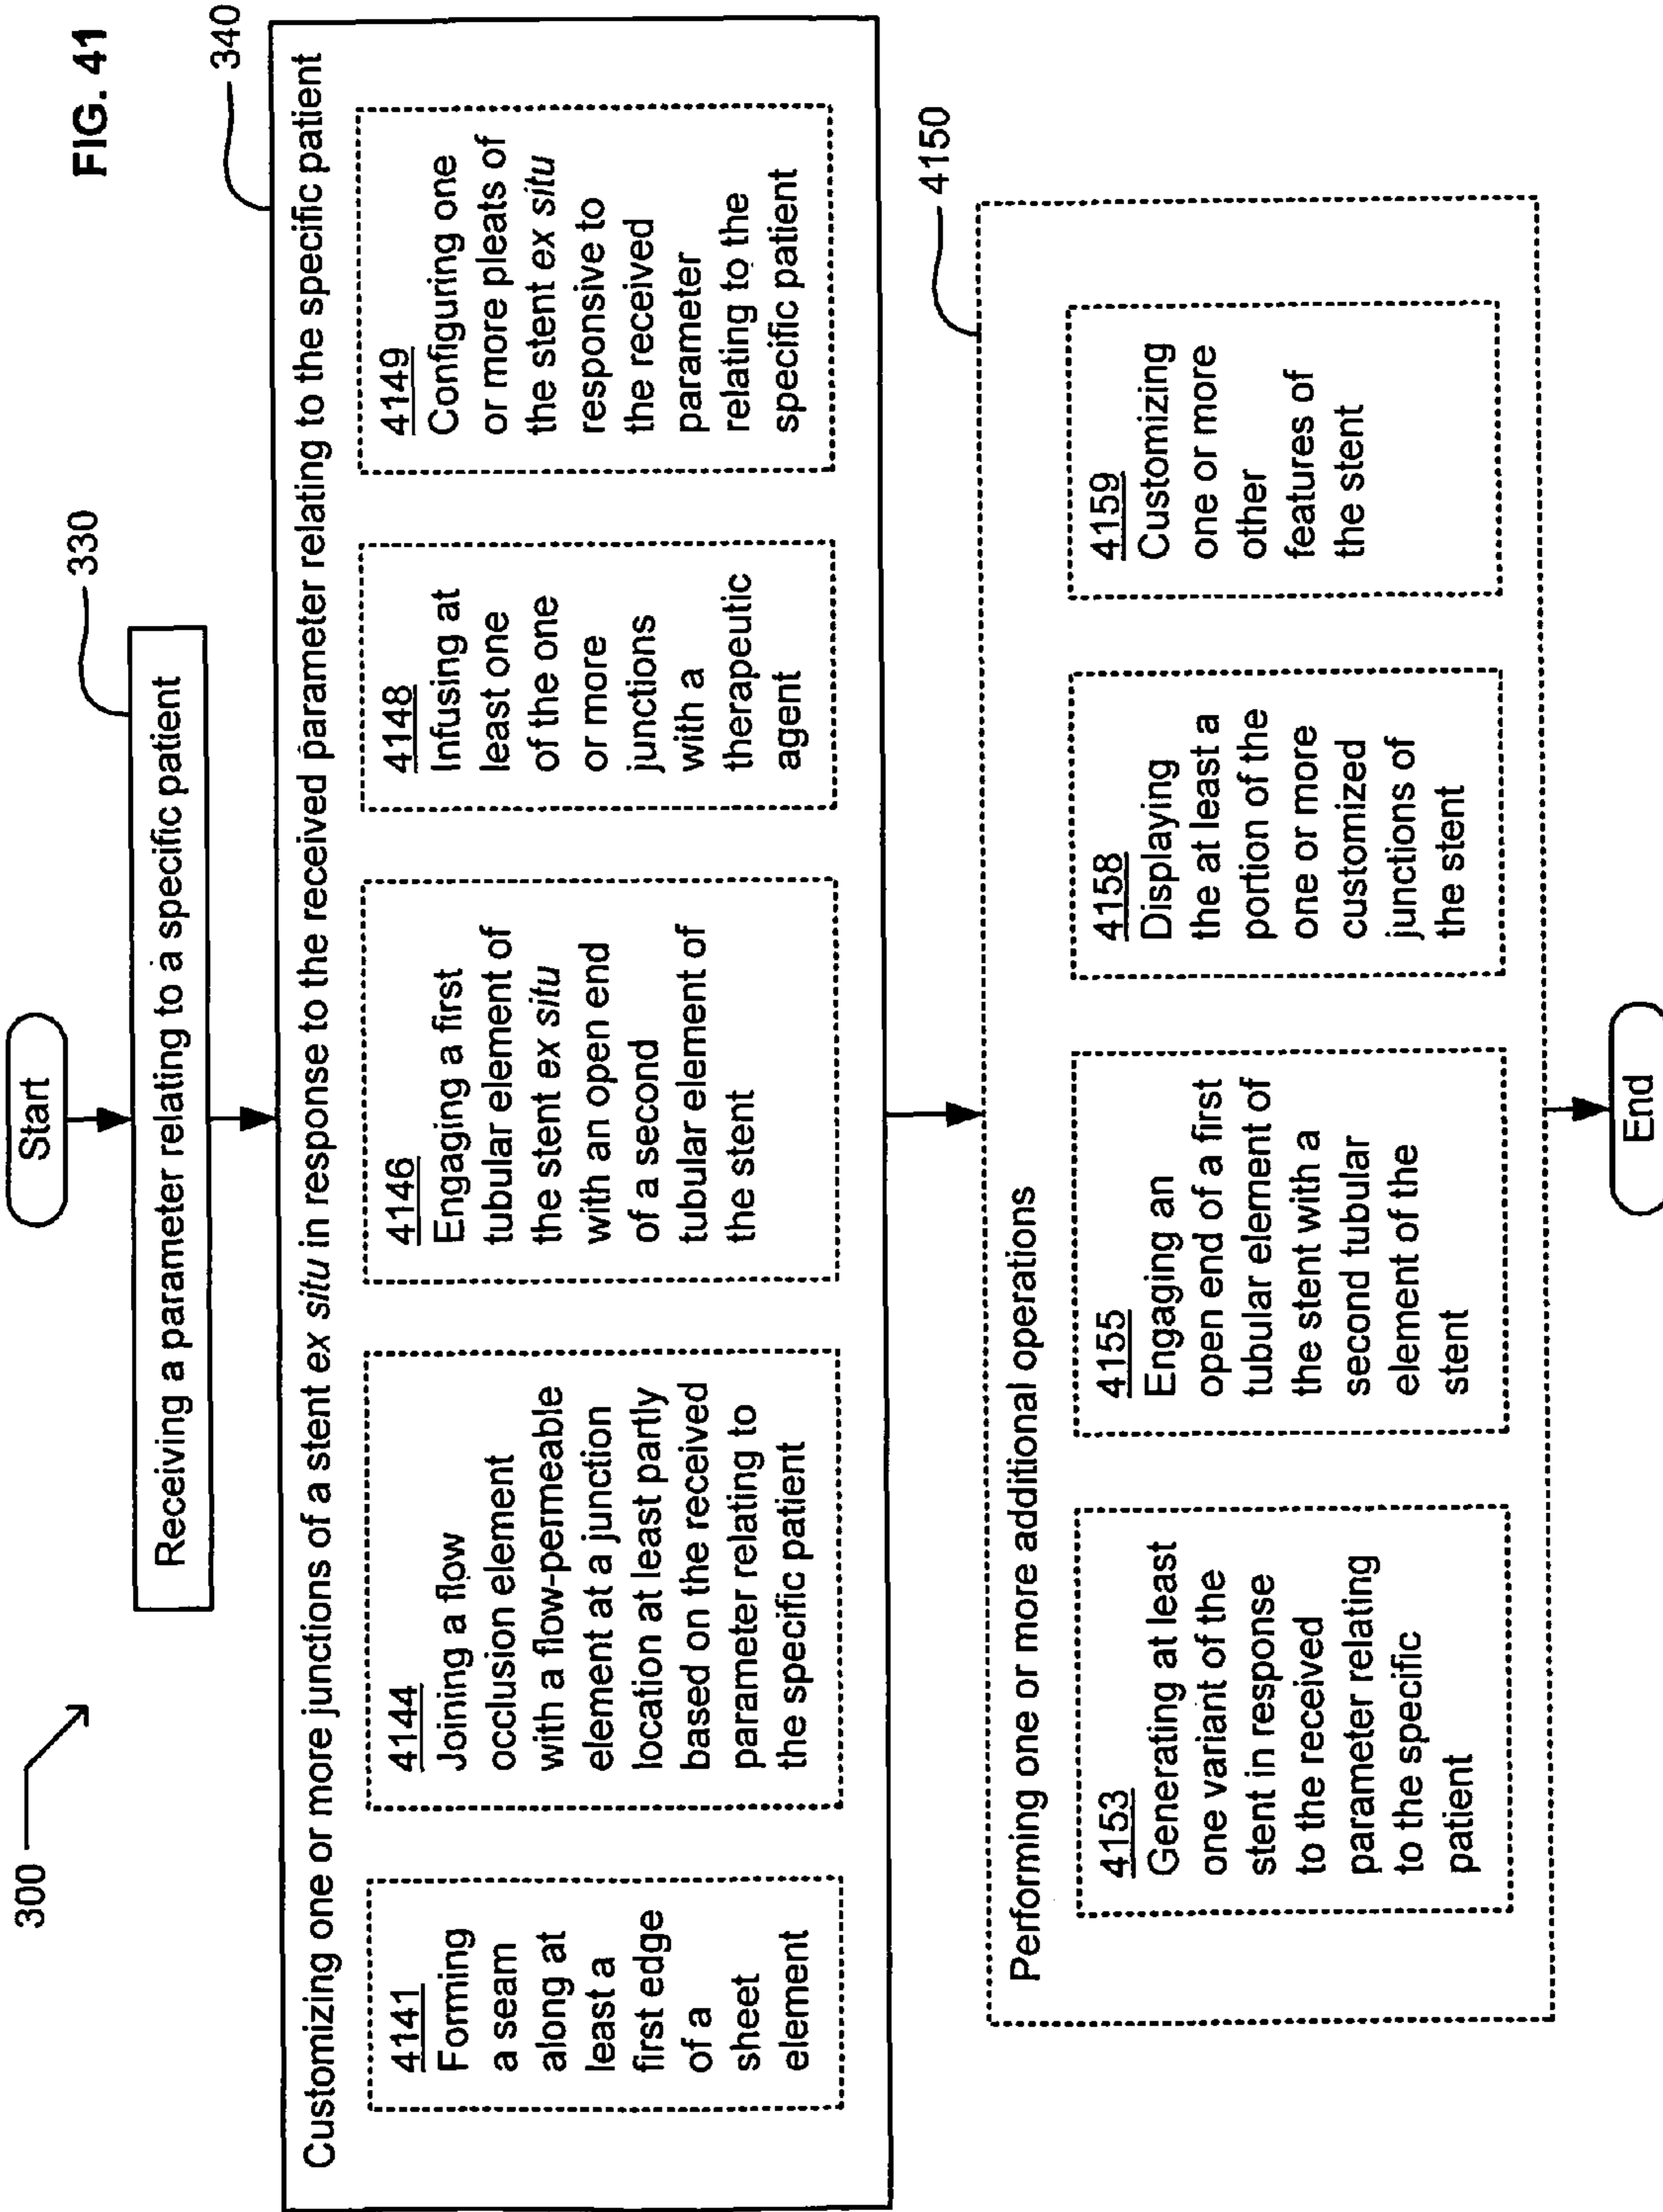 FIG. 41
300
Start
330
Receiving a parameter relating to a specific patient
340
Customizing one or more junctions of a stent ex situ in response to the received parameter relating to the specific patient
4141
Forming
a seam
along at
least a
first edge
of a
sheet
element
4144
Joining a flow
occlusion element
with a flow-permeable
element at a junction
location at least partly
based on the received
parameter relating to
the specific patient
4146
Engaging a first
tubular element of
the stent ex situ
with an open end
of a second
tubular element of
the stent
4148
Infusing at
least one
of the one
or more
junctions
with a
therapeutic
agent
4149
Configuring one
or more pleats of
the stent ex situ
responsive to
the received
parameter
relating to the
specific patient
4150
Performing one or more additional operations
4153
Generating at least
one variant of the
stent in response
to the received
parameter relating
to the specific
patient
4155
Engaging an
open end of a first
tubular element of
the stent with a
second tubular
element of the
stent
4158
Displaying
the at least a
portion of the
one or more
customized
junctions of
the stent
4159
Customizing
one or more
other
features of
the stent
End